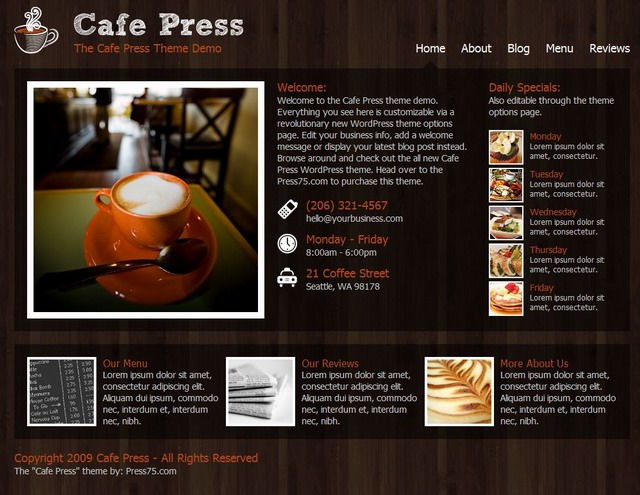 Cafe Press
The Cafe Press Theme Demo
Home About Blog Menu Reviews
Welcome:
Welcome to the Cafe Press theme demo.
Everything you see here is customizable via a
revolutionary new WordPress theme options
page. Edit your business info, add a welcome
message or display your latest blog post instead.
Browse around and check out the all new Cafe
Press WordPress theme. Head over to the
Press75.com to purchase this theme.
(206) 321-4567
hello@yourbusiness.com
Monday - Friday
8:00am - 6:00pm
21 Coffee Street
Seattle, WA 98178
Daily Specials:
Also editable through the theme
options page.
Monday
Lorem ipsum dolor sit
amet, consectetur.
Tuesday
Lorem ipsum dolor sit
amet, consectetur.
Wednesday
Lorem ipsum dolor sit
amet, consectetur.
Thursday
Lorem ipsum dolor sit
amet, consectetur.
Friday
Lorem ipsum dolor sit
amet, consectetur.
Our Menu
Lorem ipsum dolor sit amet,
consectetur adipiscing elit.
Aliquam dui ipsum, commodo
nec, interdum et, interdum
nec, nibh.
Our Reviews
Lorem ipsum dolor sit amet,
consectetur adipiscing elit.
Aliquam dui ipsum, commodo
nec, interdum et, interdum
nec, nibh.
More About Us
Lorem ipsum dolor sit amet,
consectetur adipiscing elit.
Aliquam dui ipsum, commodo
nec, interdum et, interdum
nec, nibh.
Copyright 2009 Cafe Press - All Rights Reserved
The "Cafe Press" theme by: Press75.com